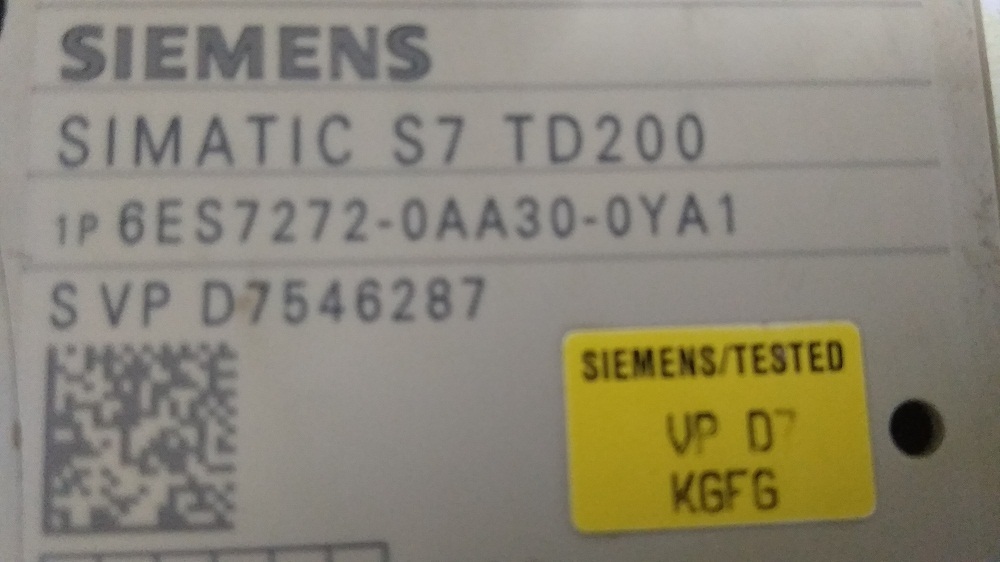 SIEMENS
SIMATIC S7 TD200
1P 6ES7272-0AA30-0YA1
S VP D7546287
SIEMENS/TESTED
VP D7
KGFG